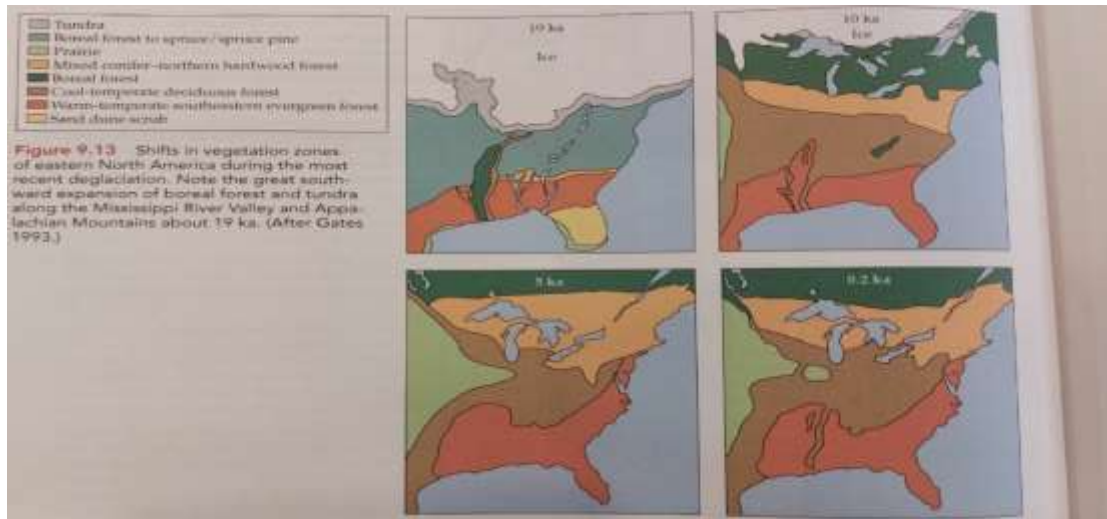 Tundra
Boreal forest to spruce/spruce pine
Prairie
Mixed conifer–northern hardwood forest
Boreal forest
Cool-temperate deciduous forest
Warm-temperate southeastern evergreen forest
Sand dune scrub
Figure 9.13 Shifts in vegetation zones
of eastern North America during the most
recent deglaciation. Note the great south-
ward expansion of boreal forest and tundra
along the Mississippi River Valley and Appa-
lachian Mountains about 19 ka. (After Gates
1993.)
19 ka
Ice
10 ka
Ice
5 ka
0.2 ka